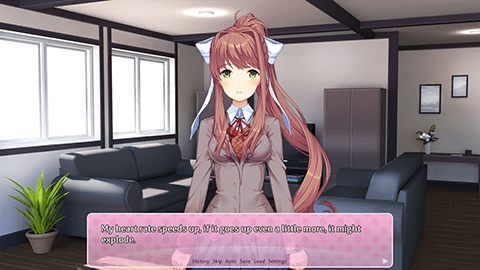 My heart rate speeds up, if it goes up even a little more, it might
explode.
History Skip Auto Save Load Settings